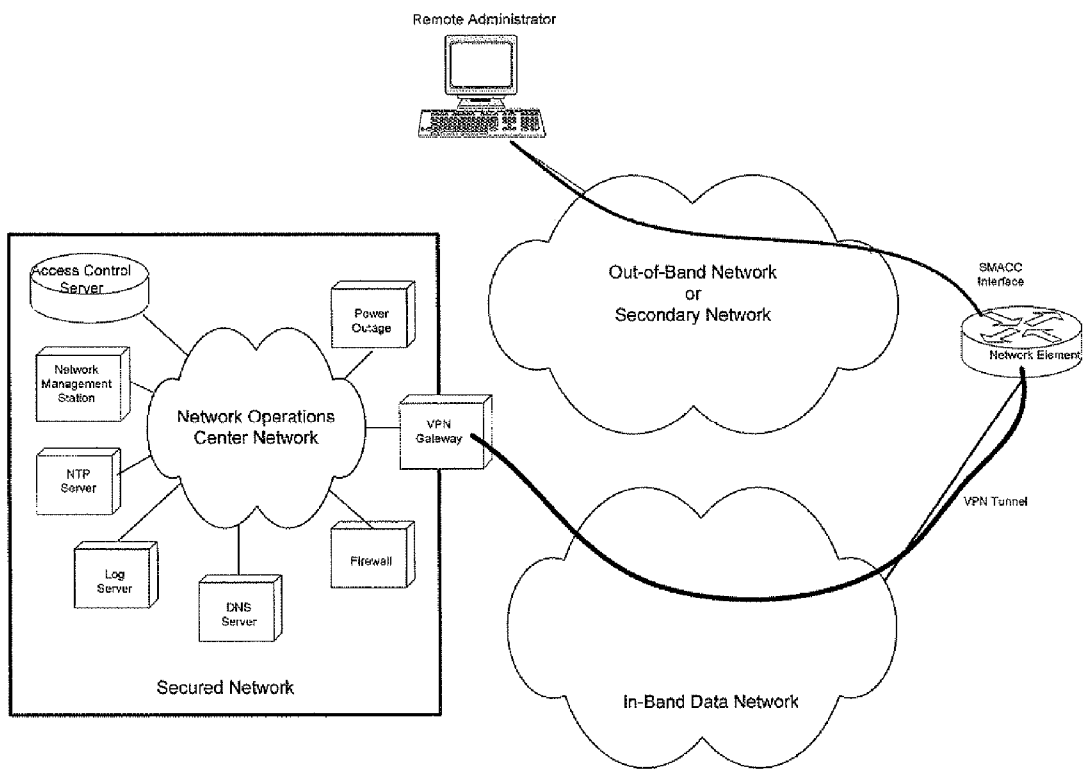 Remote Administrator
Out-of-Band Network
or
Secondary Network
SMACC
Interface
Network Element
Access Control
Server
Power
Outage
Network
Management
Station
Network Operations
Center Network
VPN
Gateway
NTP
Server
VPN Tunnel
Log
Server
Firewall
DNS
Server
Secured Network
In-Band Data Network